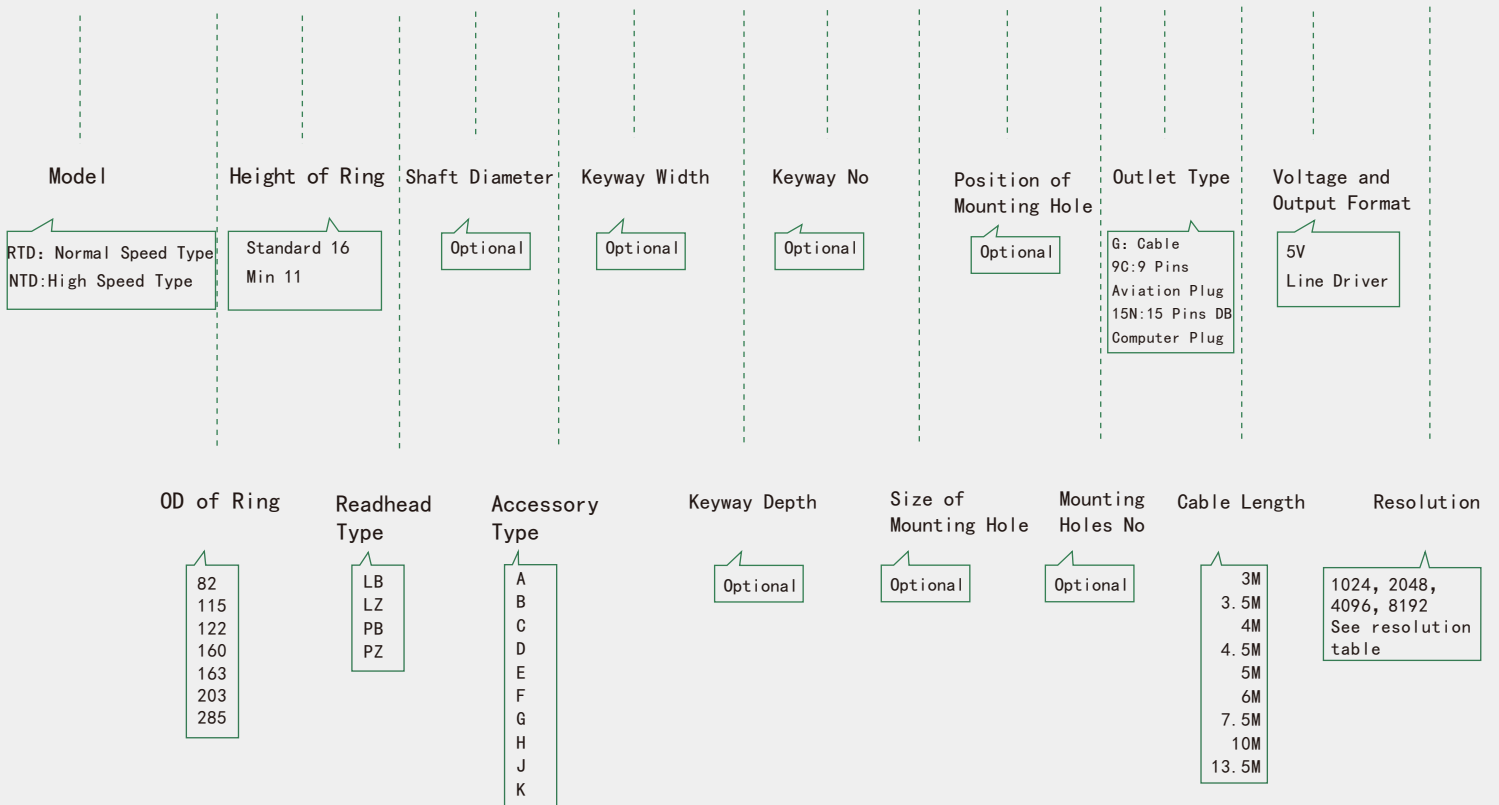 Model
RTD: Normal Speed Type
NTD:High Speed Type
Height of Ring
Standard 16
Min 11
Shaft Diameter
Optional
Keyway Width
Optional
Keyway No
Optional
Position of
Mounting Hole
Optional
Outlet Type
G: Cable
9C:9 Pins
Aviation Plug
15N:15 Pins DB
Computer Plug
Voltage and
Output Format
5V
Line Driver
OD of Ring
82
115
122
160
163
203
285
Readhead
Type
LB
LZ
PB
PZ
Accessory
Type
A
B
C
D
E
F
G
H
J
K
Keyway Depth
Optional
Size of
Mounting Hole
Optional
Mounting
Holes No
Optional
Cable Length
3M
3.5M
4M
4.5M
5M
6M
7.5M
10M
13.5M
Resolution
1024, 2048,
4096, 8192
See resolution
table